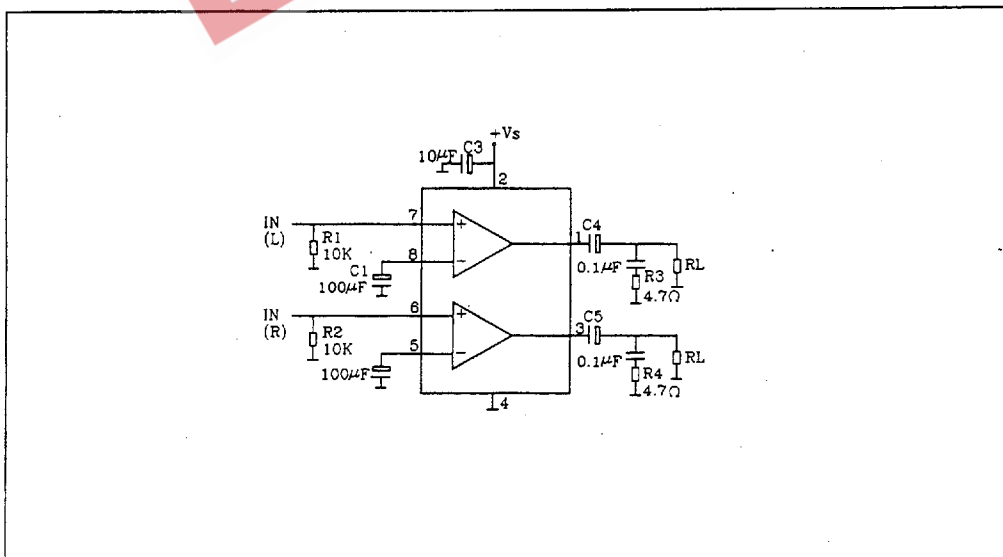 +Vs
C3
10µF
2
IN
(L)
R1
10K
7
+
8
−
C1
100µF
1
C4
0.1µF
R3
4.7Ω
RL
IN
(R)
R2
10K
6
+
5
−
100µF
3
C5
0.1µF
R4
4.7Ω
RL
4